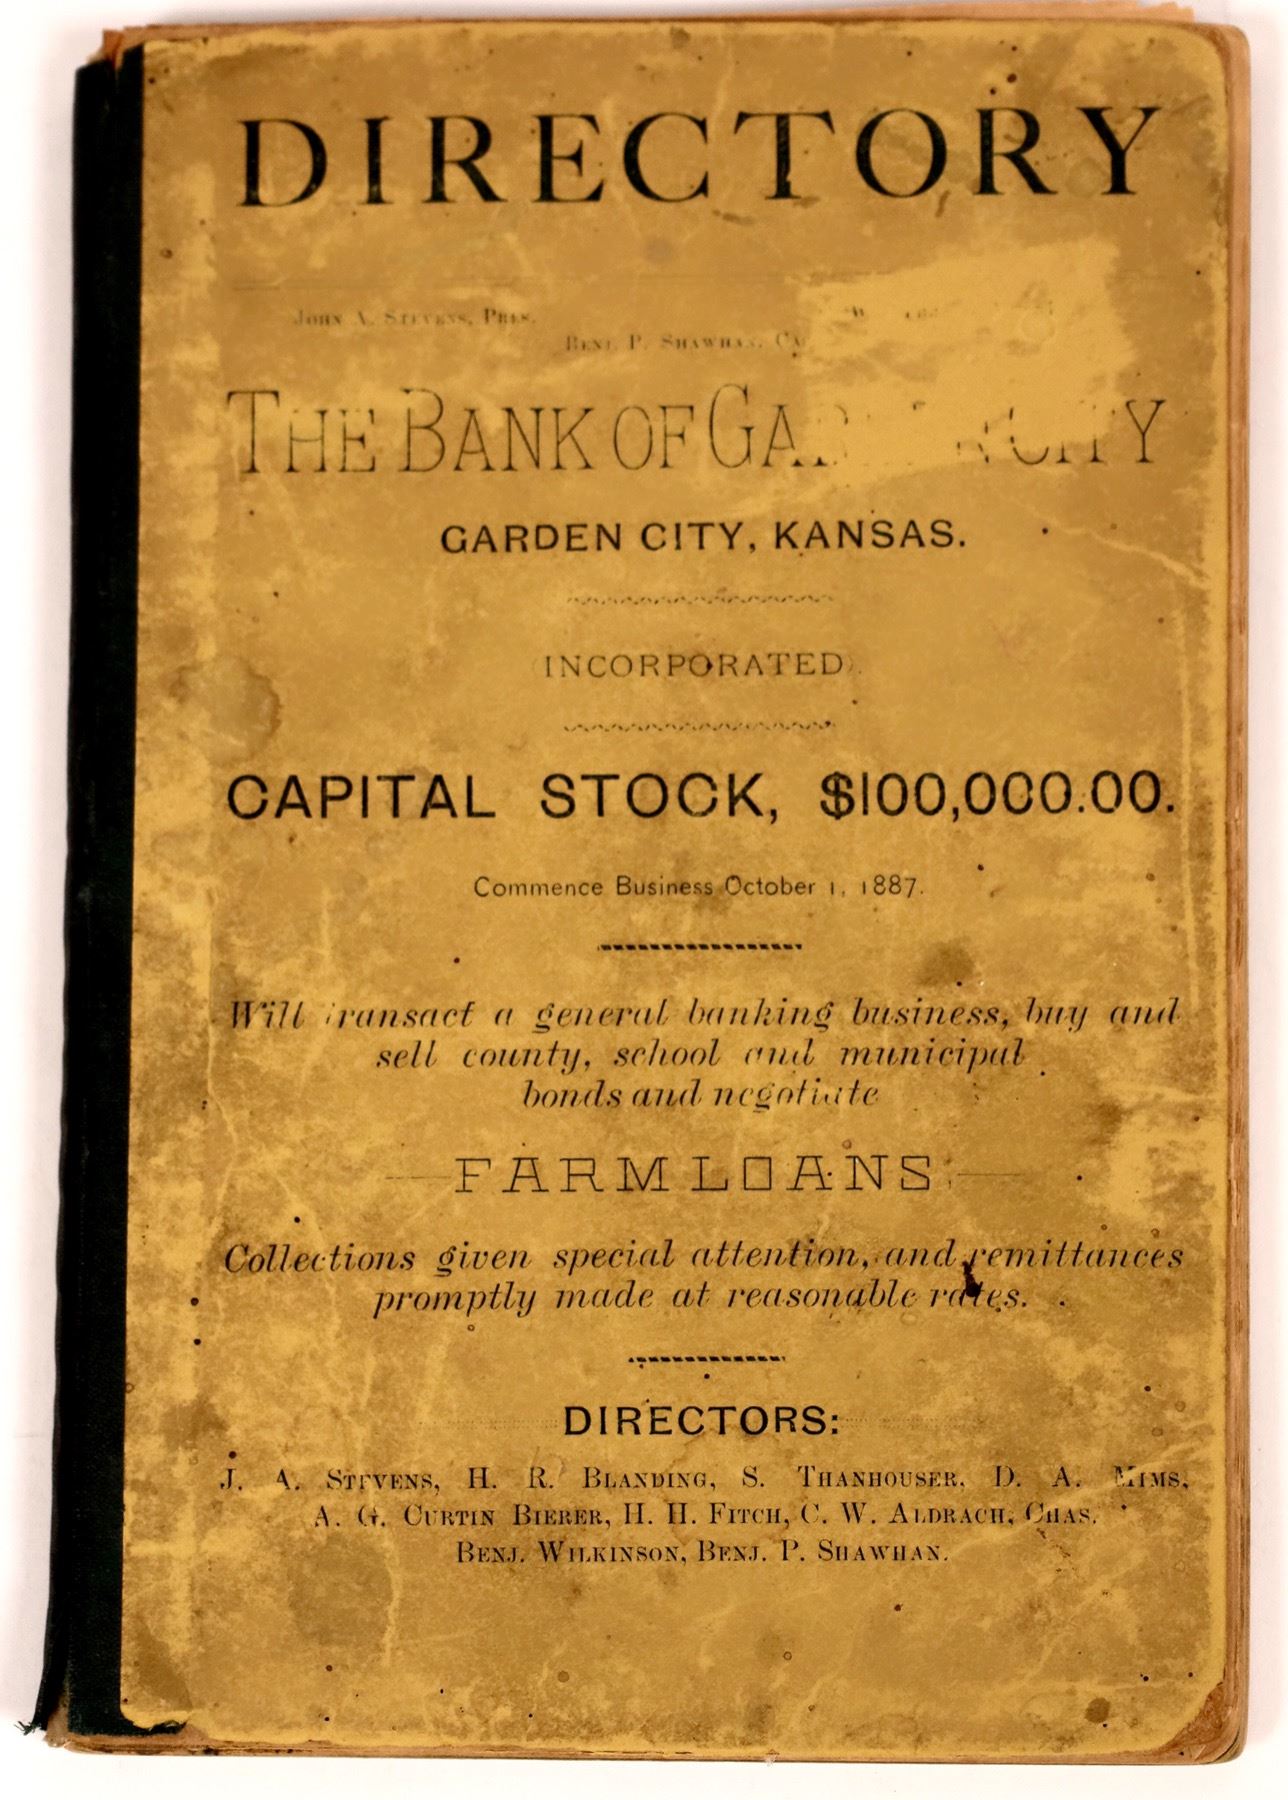 DIRECTORY
JOHN A. STEVENS, PRES.
BENJ. P. SHAWHAN,
THE BANK OF GARDEN CITY
GARDEN CITY, KANSAS.
(INCORPORATED).
CAPITAL STOCK, $100,000.00.
Commence Business October 1, 1887.
Will transact a general banking business, buy and
sell county, school and municipal
bonds and negotiate
FARM LOANS
Collections given special attention, and remittances
promptly made at reasonable rates.
DIRECTORS:
J. A. STEVENS, H. R. BLANDING, S. THANHOUSER, D. A. MIMS,
A. G. CURTIN BIERER, H. H. FITCH, C. W. ALDRACH, CHAS.
BENJ. WILKINSON, BENJ. P. SHAWHAN.